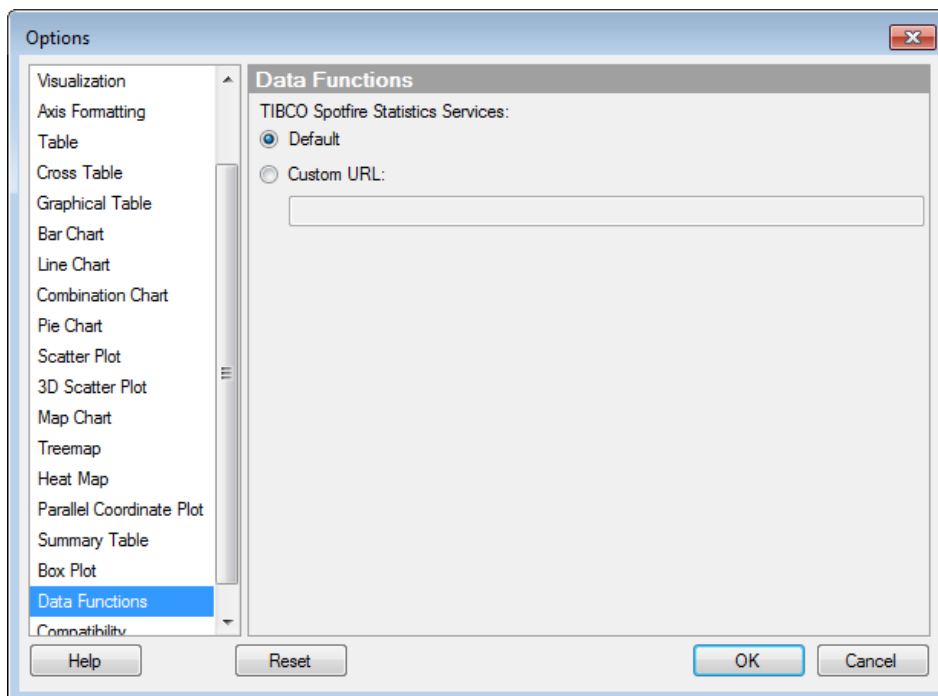 Options
Visualization
Axis Formatting
Table
Cross Table
Graphical Table
Bar Chart
Line Chart
Combination Chart
Pie Chart
Scatter Plot
3D Scatter Plot
Map Chart
Treemap
Heat Map
Parallel Coordinate Plot
Summary Table
Box Plot
Data Functions
Compatibility
Data Functions
TIBCO Spotfire Statistics Services:
Default
Custom URL:
Help
Reset
OK
Cancel